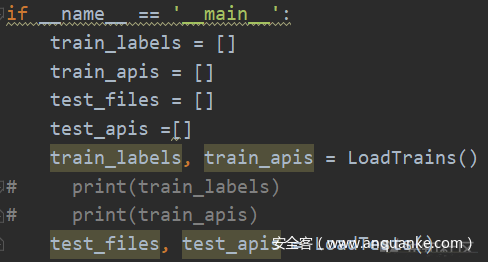 if __name__ == '__main__':
train_labels = []
train_apis = []
test_files = []
test_apis =[]
train_labels, train_apis = LoadTrains()
# print(train_labels)
# print(train_apis)
test_files, test_apis = LoadTests()
安全客 ( www.anquanke.com )